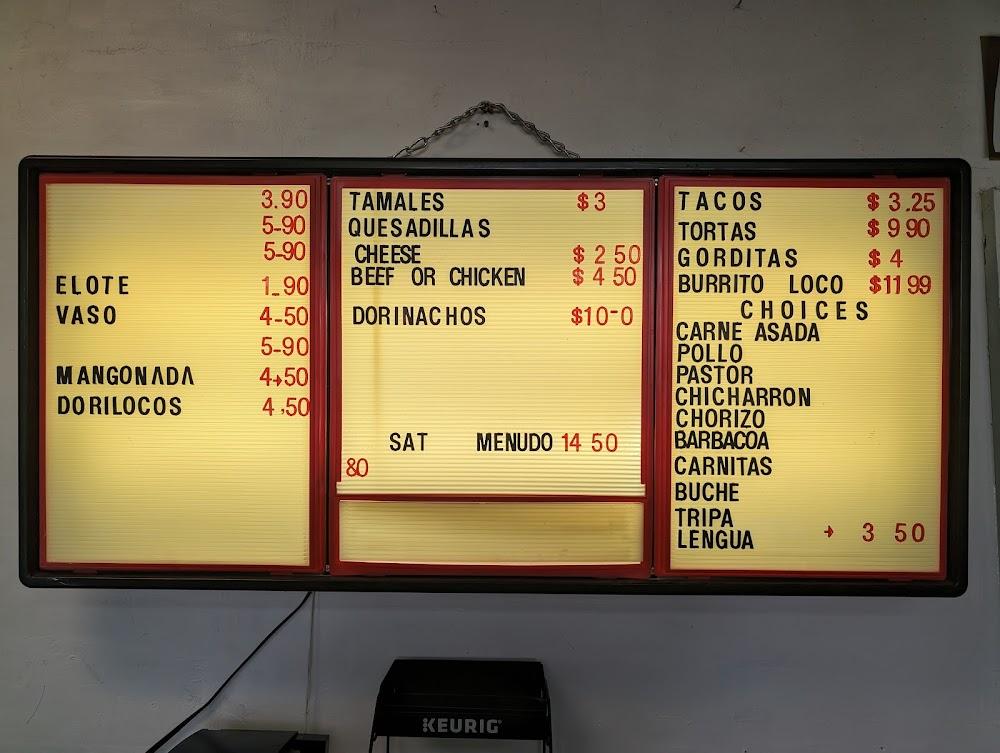 3.90
5-90
5-90
ELOTE 1-90
VASO 4-50
5-90
MANGONADA 4→50
DORILOCOS 4,50
TAMALES $3
QUESADILLAS
CHEESE $ 2 50
BEEF OR CHICKEN $ 4 50
DORINACHOS $10-0
SAT MENUDO 14 50
80
TACOS $ 3.25
TORTAS $ 9 90
GORDITAS $ 4
BURRITO LOCO $11 99
CHOICES
CARNE ASADA
POLLO
PASTOR
CHICHARRON
CHORIZO
BARBACOA
CARNITAS
BUCHE
TRIPA
LENGUA → 3 50
KEURIG